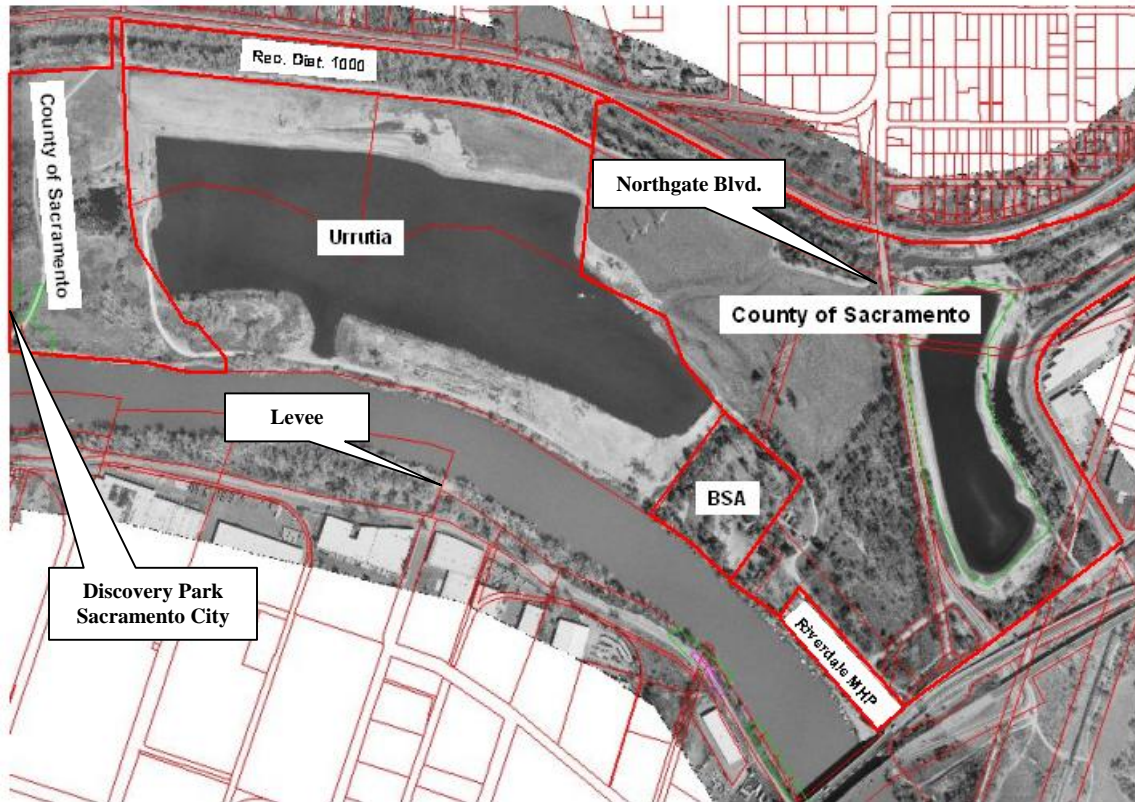 Rec. Dist. 1000
County of Sacramento
Northgate Blvd.
Urrutia
County of Sacramento
Levee
BSA
Discovery Park
Sacramento City
Riverdale MHP